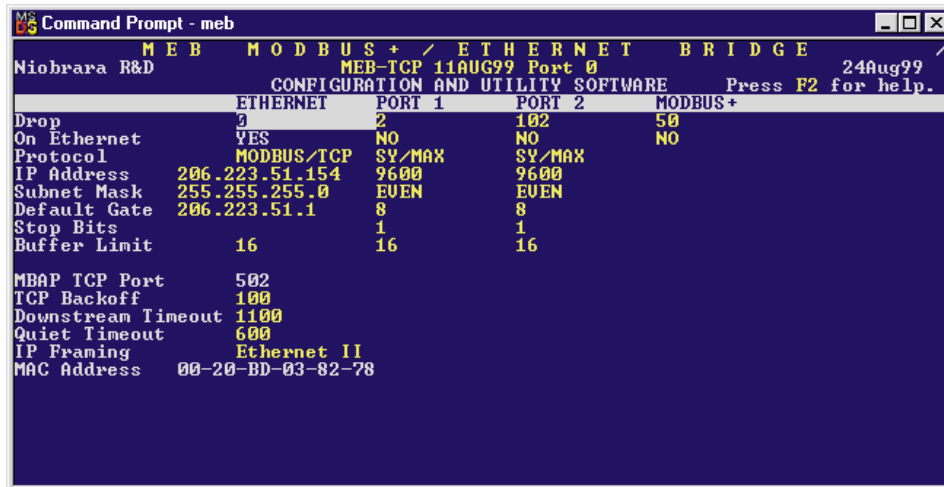 Command Prompt - meb
M E B M O D B U S + / E T H E R N E T B R I D G E /
Niobrara R&D MEB-TCP 11AUG99 Port 0 24Aug99
CONFIGURATION AND UTILITY SOFTWARE Press F2 for help.
ETHERNET PORT 1 PORT 2 MODBUS+
Drop 0 2 102 50
On Ethernet YES NO NO NO
Protocol MODBUS/TCP SY/MAX SY/MAX
IP Address 206.223.51.154 9600 9600
Subnet Mask 255.255.255.0 EVEN EVEN
Default Gate 206.223.51.1 8 8
Stop Bits 1 1
Buffer Limit 16 16 16
MBAP TCP Port 502
TCP Backoff 100
Downstream Timeout 1100
Quiet Timeout 600
IP Framing Ethernet II
MAC Address 00-20-BD-03-82-78